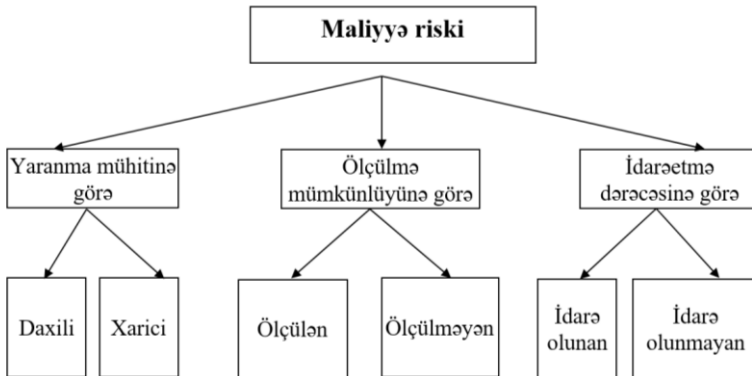 Maliyyə riski
Yaranma mühitinə
görə
Ölçülmə
mümkünlüyünə görə
İdarəetmə
dərəcəsinə görə
Daxili
Xarici
Ölçülən
Ölçülməyən
İdarə
olunan
İdarə
olunmayan